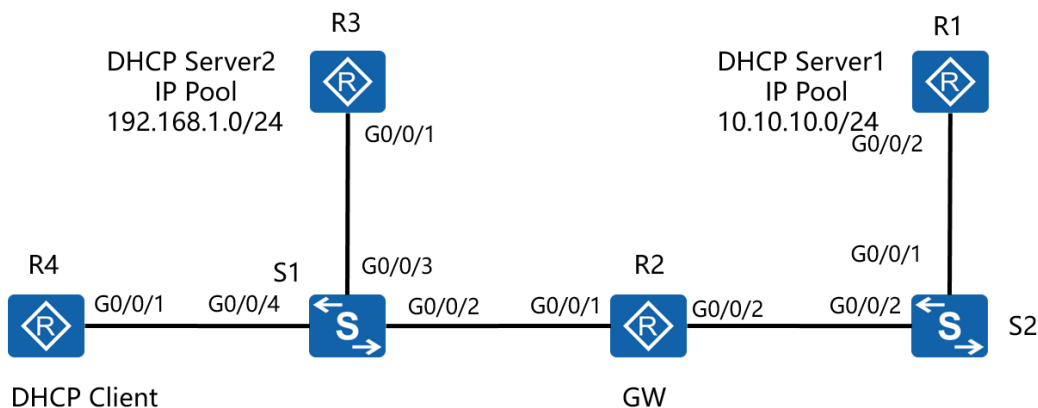 R3
R1
DHCP Server2
IP Pool
192.168.1.0/24
R
DHCP Server1
IP Pool
10.10.10.0/24
R
G0/0/1
G0/0/2
R4
S1
G0/0/3
R2
G0/0/1
R
G0/0/1
G0/0/4
S
G0/0/2
G0/0/1
R
G0/0/2
G0/0/2
S
S2
DHCP Client
GW